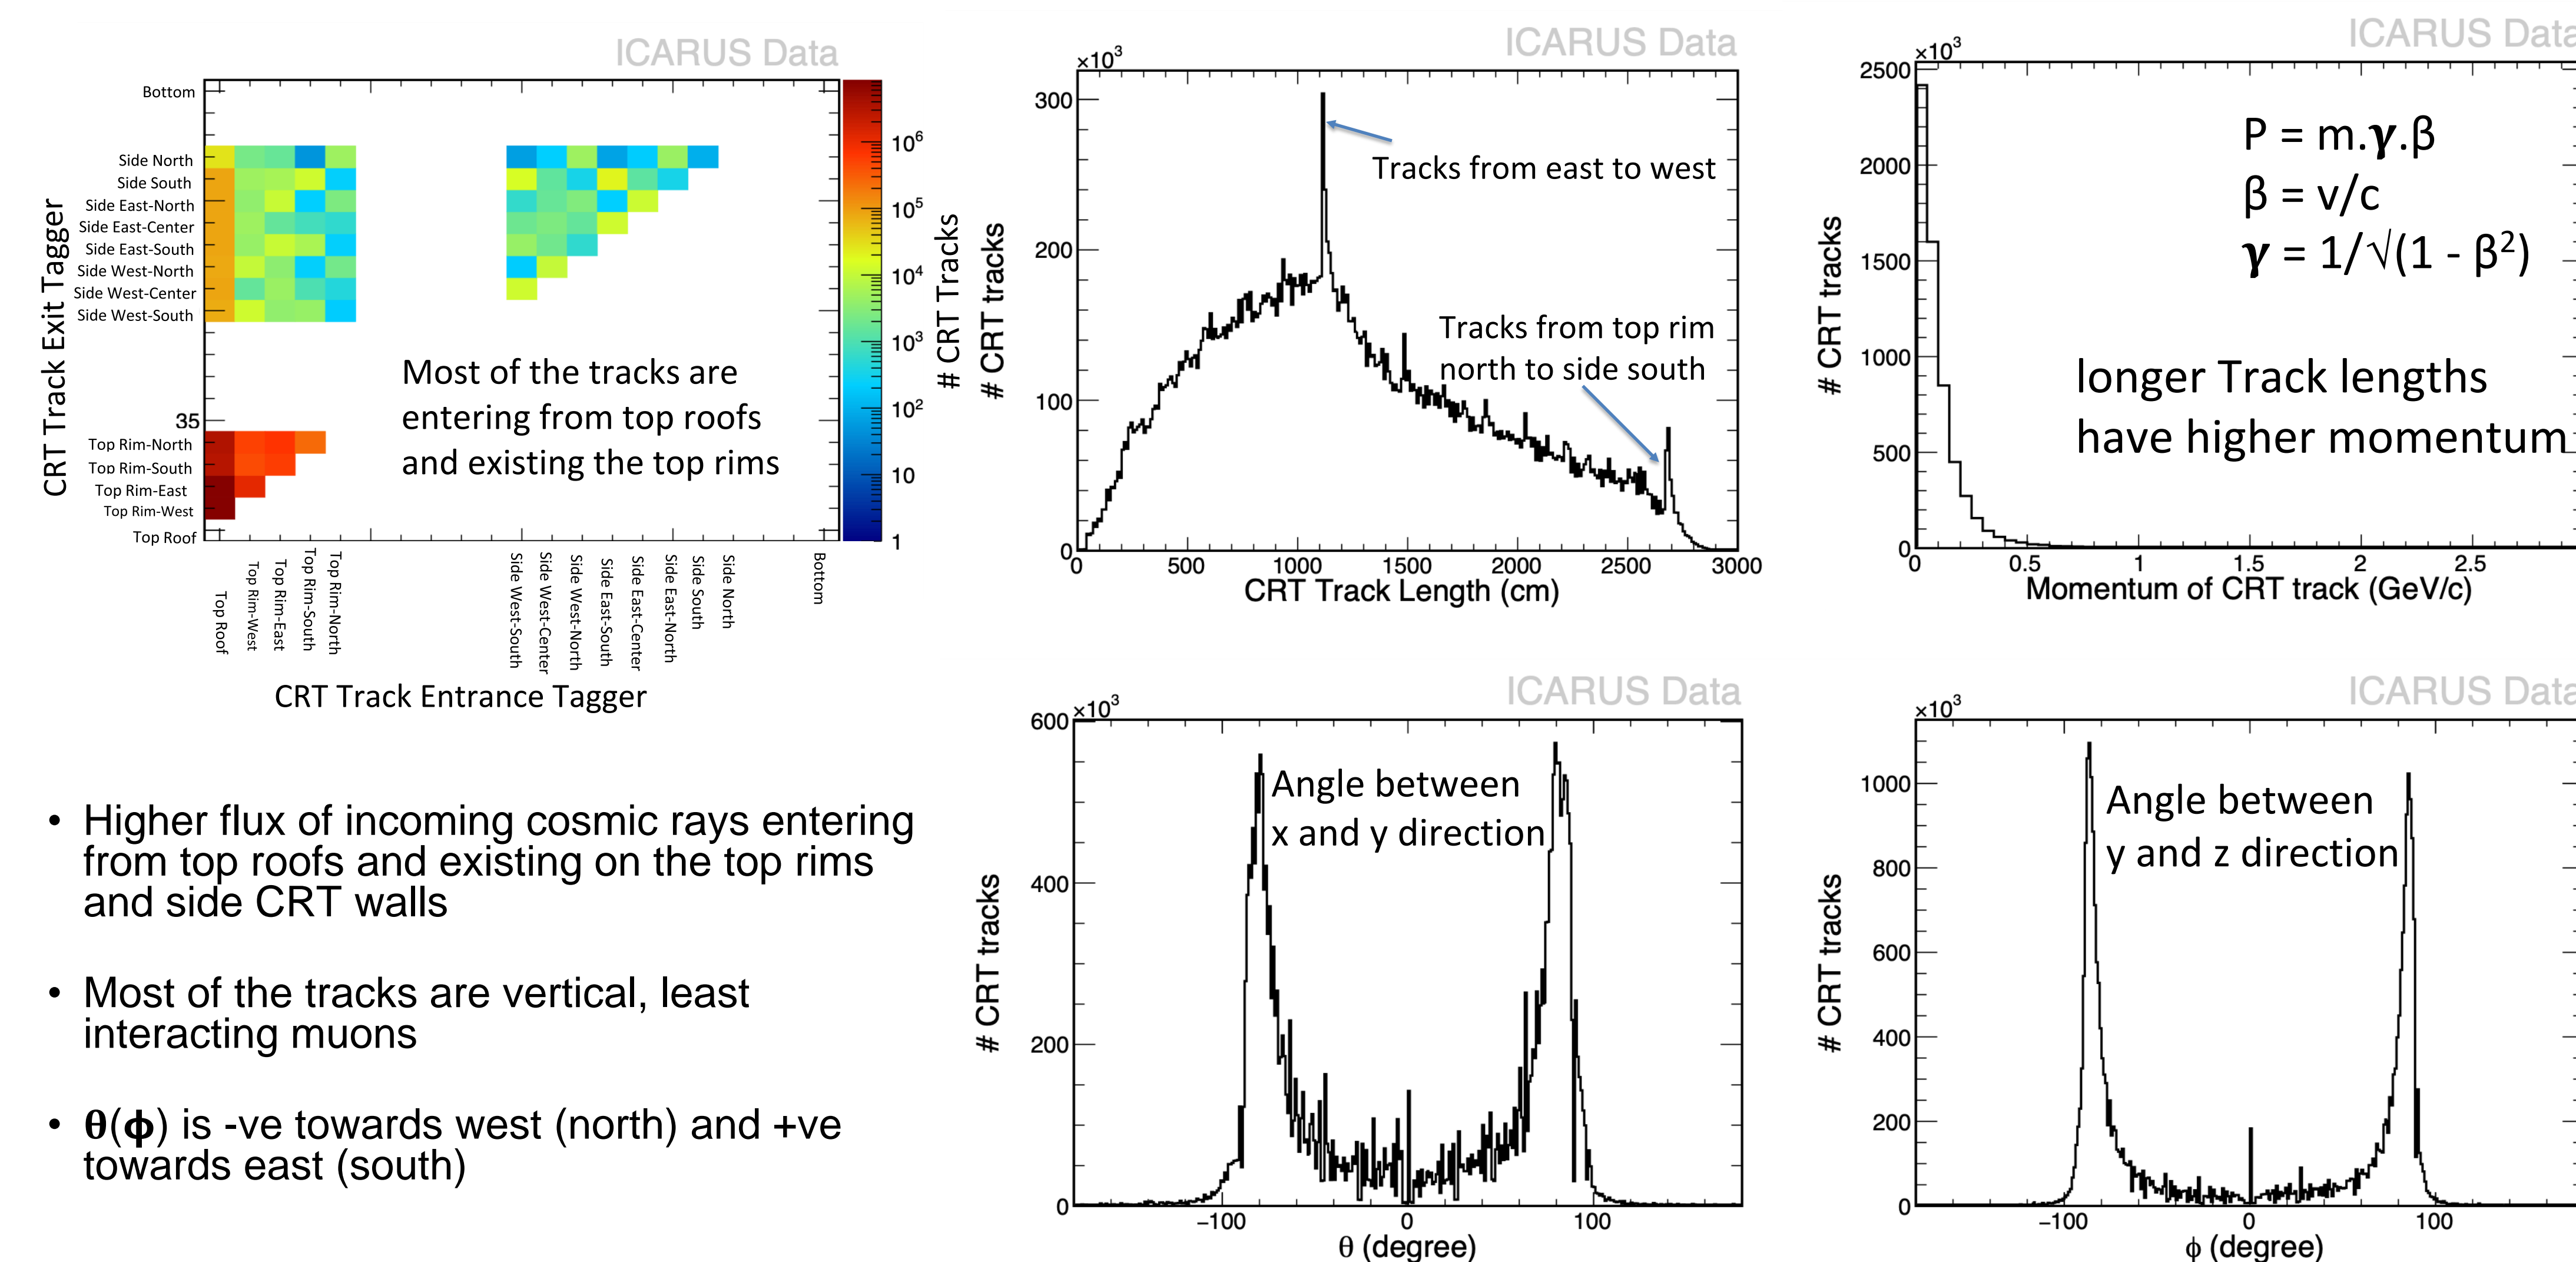 ICARUS Data
CRT Track Exit Tagger
Bottom
Side North
Side South
Side East-North
Side East-Center
Side East-South
Side West-North
Side West-Center
Side West-South
35
Top Rim-North
Top Rim-South
Top Rim-East
Top Rim-West
Top Roof
Most of the tracks are
entering from top roofs
and existing the top rims
10⁶
10⁵
10⁴
10³
10²
10
1
# CRT Tracks
Top Roof
Top Rim-West
Top Rim-East
Top Rim-South
Top Rim-North
Side West-South
Side West-Center
Side West-North
Side East-South
Side East-Center
Side East-North
Side South
Side North
Bottom
CRT Track Entrance Tagger
ICARUS Data
×10³
# CRT tracks
300
200
100
0
Tracks from east to west
Tracks from top rim
north to side south
0 500 1000 1500 2000 2500 3000
CRT Track Length (cm)
ICARUS Data
×10³
# CRT tracks
2500
2000
1500
1000
500
0
P = m.γ.β
β = v/c
γ = 1/√(1 - β²)
longer Track lengths
have higher momentum
0 0.5 1 1.5 2 2.5
Momentum of CRT track (GeV/c)
• Higher flux of incoming cosmic rays entering
from top roofs and existing on the top rims
and side CRT walls
• Most of the tracks are vertical, least
interacting muons
• θ(ϕ) is -ve towards west (north) and +ve
towards east (south)
ICARUS Data
×10³
# CRT tracks
600
400
200
0
Angle between
x and y direction
−100 0 100
θ (degree)
ICARUS Data
×10³
# CRT tracks
1000
800
600
400
200
0
Angle between
y and z direction
−100 0 100
ϕ (degree)